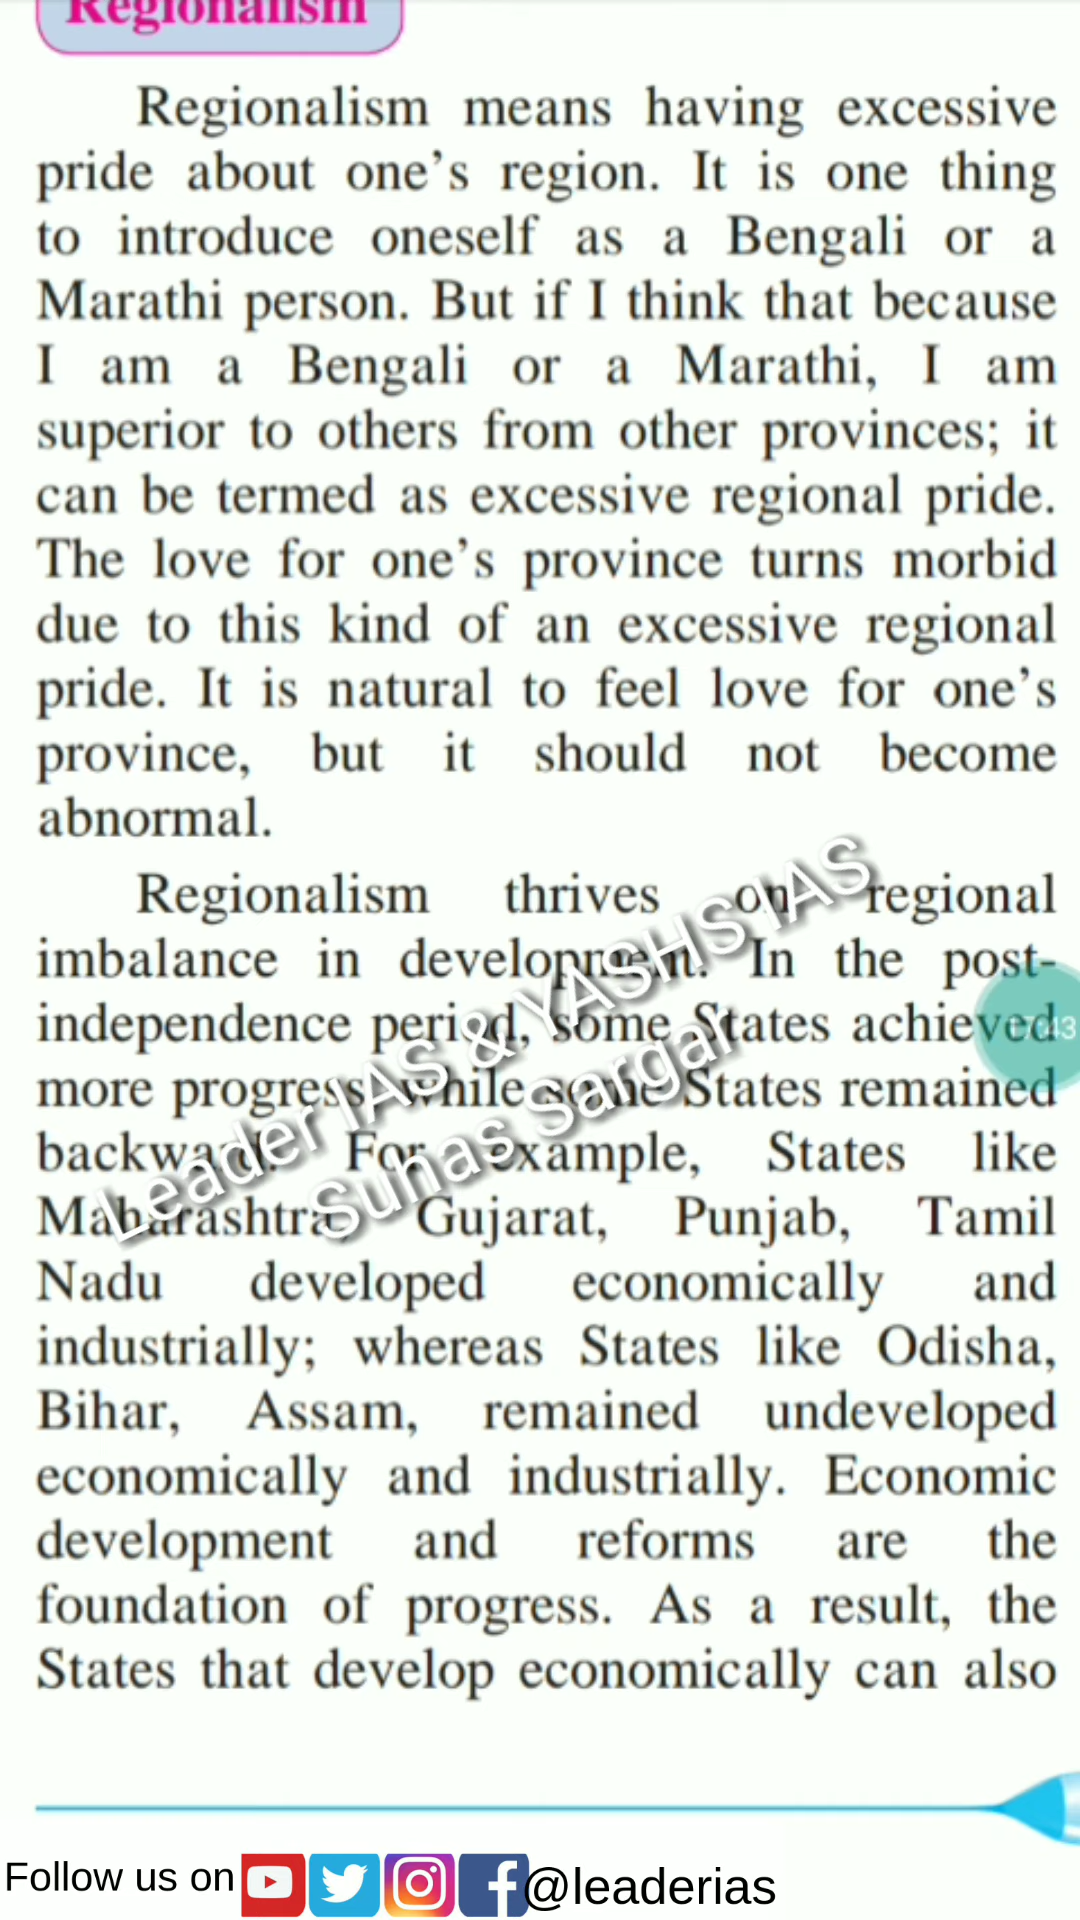 Regionalism
Regionalism means having excessive
pride about one's region. It is one thing
to introduce oneself as a Bengali or a
Marathi person. But if I think that because
I am a Bengali or a Marathi, I am
superior to others from other provinces; it
can be termed as excessive regional pride.
The love for one's province turns morbid
due to this kind of an excessive regional
pride. It is natural to feel love for one's
province, but it should not become
abnormal.
Regionalism thrives on regional
imbalance in development. In the post-
independence period, some States achieved
more progress while some States remained
backward. For example, States like
Maharashtra, Gujarat, Punjab, Tamil
Nadu developed economically and
industrially; whereas States like Odisha,
Bihar, Assam, remained undeveloped
economically and industrially. Economic
development and reforms are the
foundation of progress. As a result, the
States that develop economically can also
Leader IAS & YASHS IAS
Suhas Sargar
17:43
Follow us on @leaderias